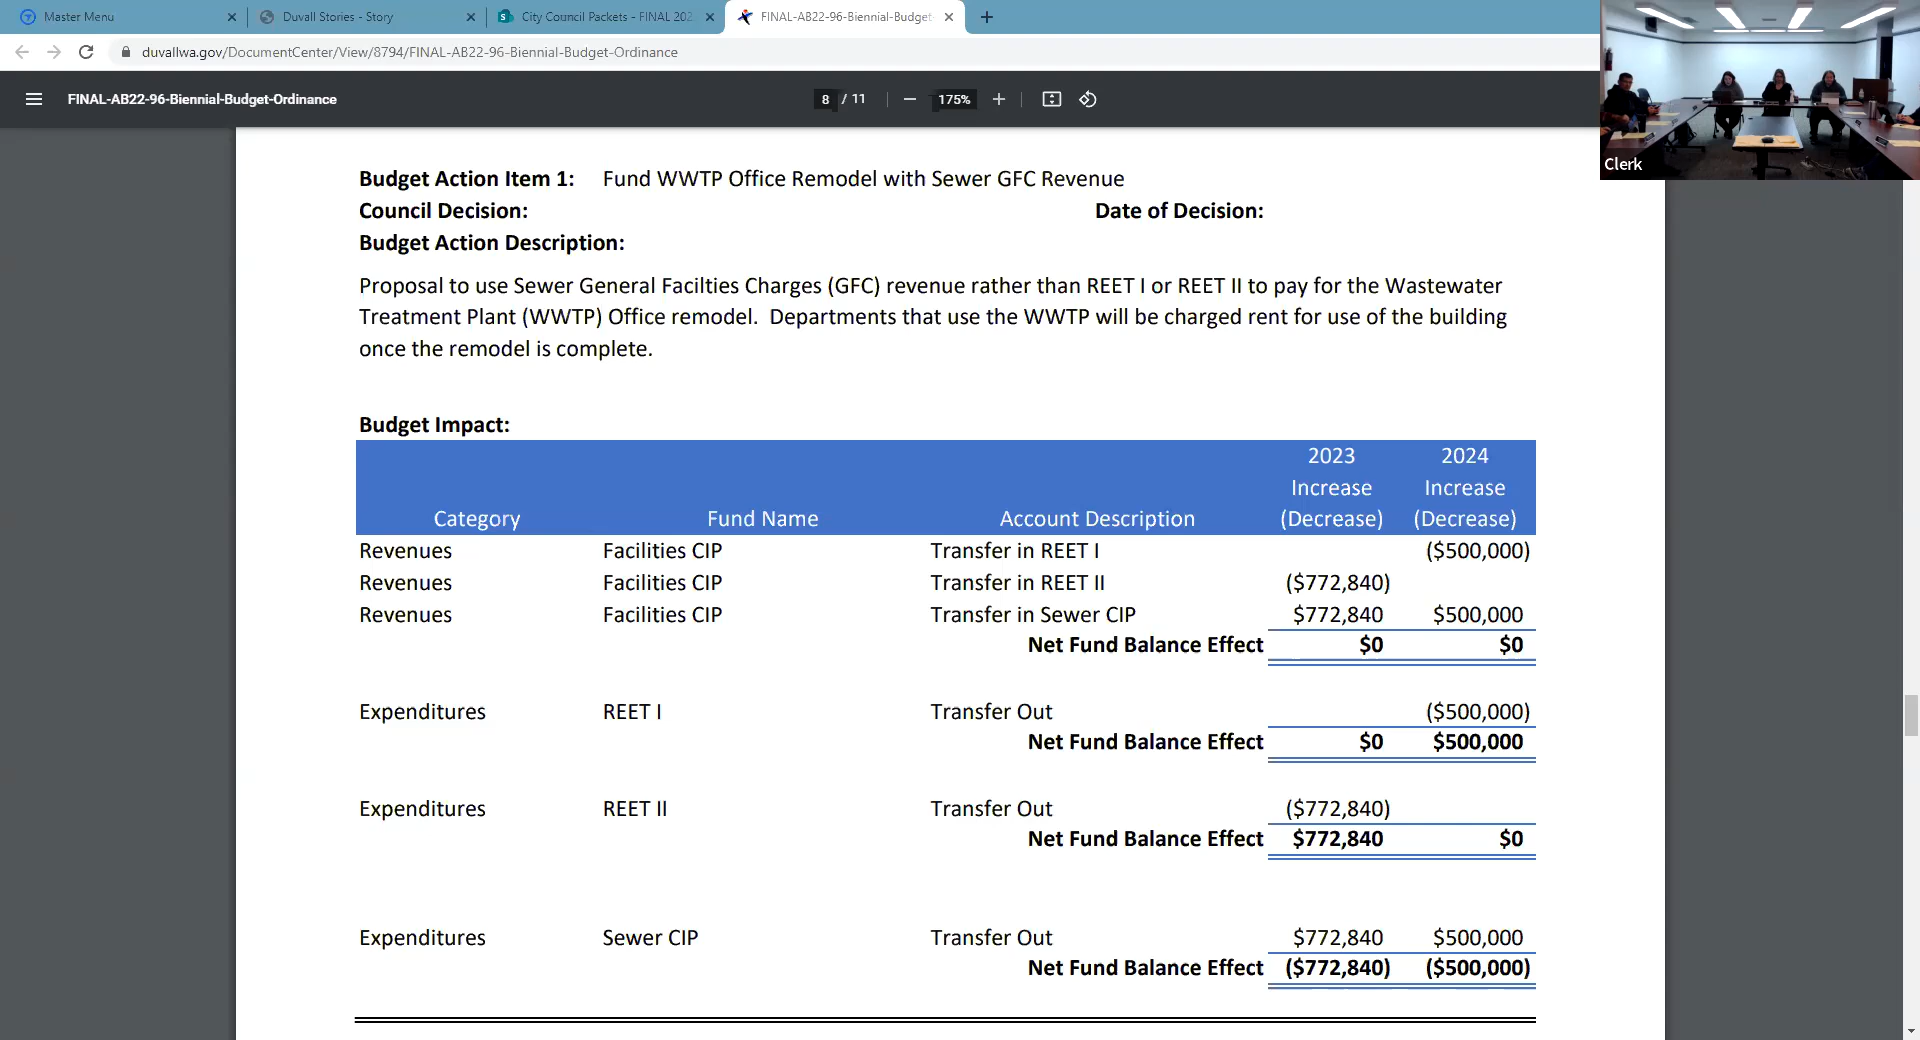 Master Menu
Duvall Stories - Story
City Council Packets - FINAL 202
FINAL-AB22-96-Biennial-Budget-
duvallwa.gov/DocumentCenter/View/8794/FINAL-AB22-96-Biennial-Budget-Ordinance
FINAL-AB22-96-Biennial-Budget-Ordinance
8 / 11
175%
Clerk
Budget Action Item 1: Fund WWTP Office Remodel with Sewer GFC Revenue
Council Decision: Date of Decision:
Budget Action Description:
Proposal to use Sewer General Facilties Charges (GFC) revenue rather than REET I or REET II to pay for the Wastewater
Treatment Plant (WWTP) Office remodel. Departments that use the WWTP will be charged rent for use of the building
once the remodel is complete.
Budget Impact:
2023 2024
Increase Increase
Category Fund Name Account Description (Decrease) (Decrease)
Revenues Facilities CIP Transfer in REET I ($500,000)
Revenues Facilities CIP Transfer in REET II ($772,840)
Revenues Facilities CIP Transfer in Sewer CIP $772,840 $500,000
Net Fund Balance Effect $0 $0
Expenditures REET I Transfer Out ($500,000)
Net Fund Balance Effect $0 $500,000
Expenditures REET II Transfer Out ($772,840)
Net Fund Balance Effect $772,840 $0
Expenditures Sewer CIP Transfer Out $772,840 $500,000
Net Fund Balance Effect ($772,840) ($500,000)